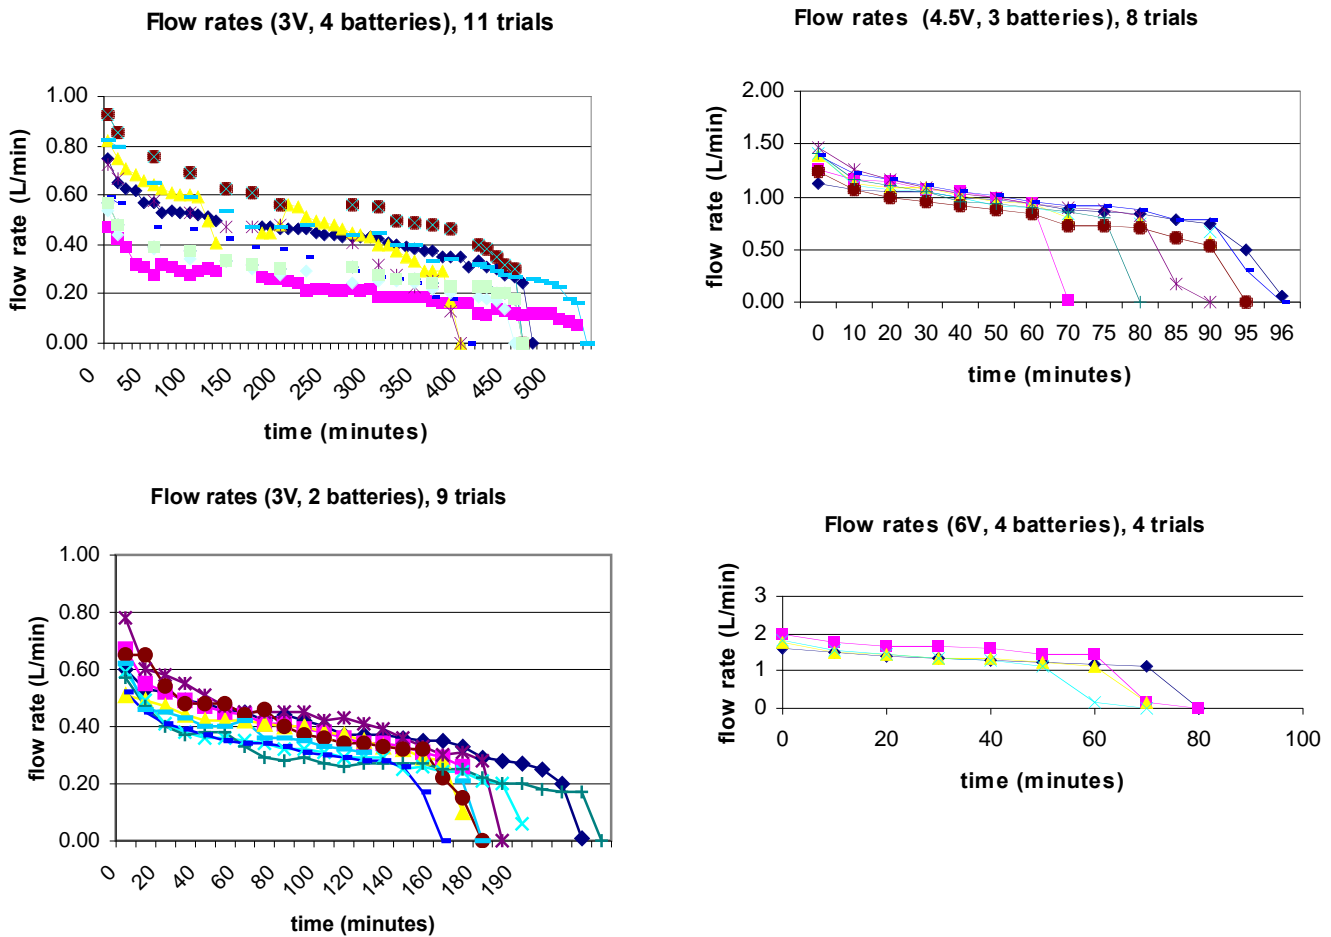 Flow rates (3V, 4 batteries), 11 trials
1.00
0.80
0.60
0.40
0.20
0.00
flow rate (L/min)
0 50 100 150 200 250 300 350 400 450 500
time (minutes)
Flow rates (4.5V, 3 batteries), 8 trials
2.00
1.50
1.00
0.50
0.00
flow rate (L/min)
0 10 20 30 40 50 60 70 75 80 85 90 95 96
time (minutes)
Flow rates (3V, 2 batteries), 9 trials
1.00
0.80
0.60
0.40
0.20
0.00
flow rate (L/min)
0 20 40 60 80 100 120 140 160 180 190
time (minutes)
Flow rates (6V, 4 batteries), 4 trials
3
2
1
0
flow rate (L/min)
0 20 40 60 80 100
time (minutes)